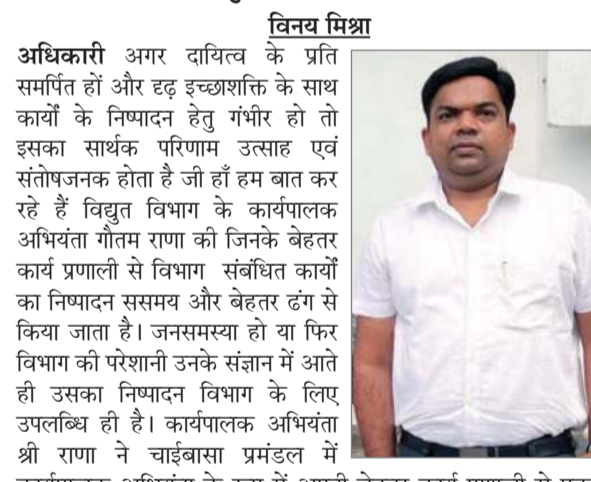 विनय मिश्रा
अधिकारी अगर दायित्व के प्रति
समर्पित हों और दृढ़ इच्छाशक्ति के साथ
कार्यों के निष्पादन हेतु गंभीर हो तो
इसका सार्थक परिणाम उत्साह एवं
संतोषजनक होता है जी हाँ हम बात कर
रहे हैं विद्युत विभाग के कार्यपालक
अभियंता गौतम राणा की जिनके बेहतर
कार्य प्रणाली से विभाग संबंधित कार्यों
का निष्पादन ससमय और बेहतर ढंग से
किया जाता है। जनसमस्या हो या फिर
विभाग की परेशानी उनके संज्ञान में आते
ही उसका निष्पादन विभाग के लिए
उपलब्धि ही है। कार्यपालक अभियंता
श्री राणा ने चाईबासा प्रमंडल में